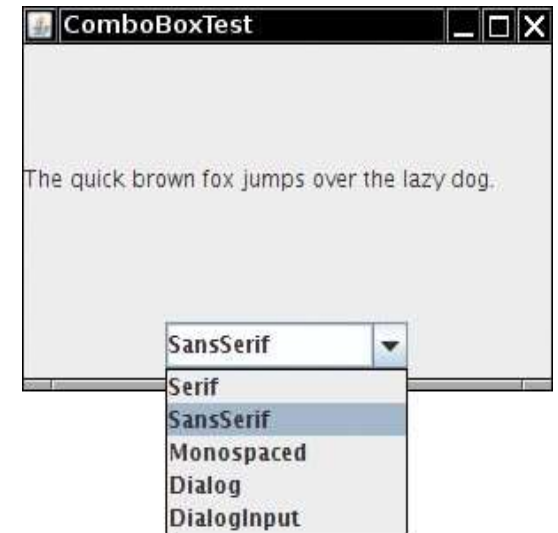 ComboBoxTest
The quick brown fox jumps over the lazy dog.
SansSerif
Serif
SansSerif
Monospaced
Dialog
DialogInput